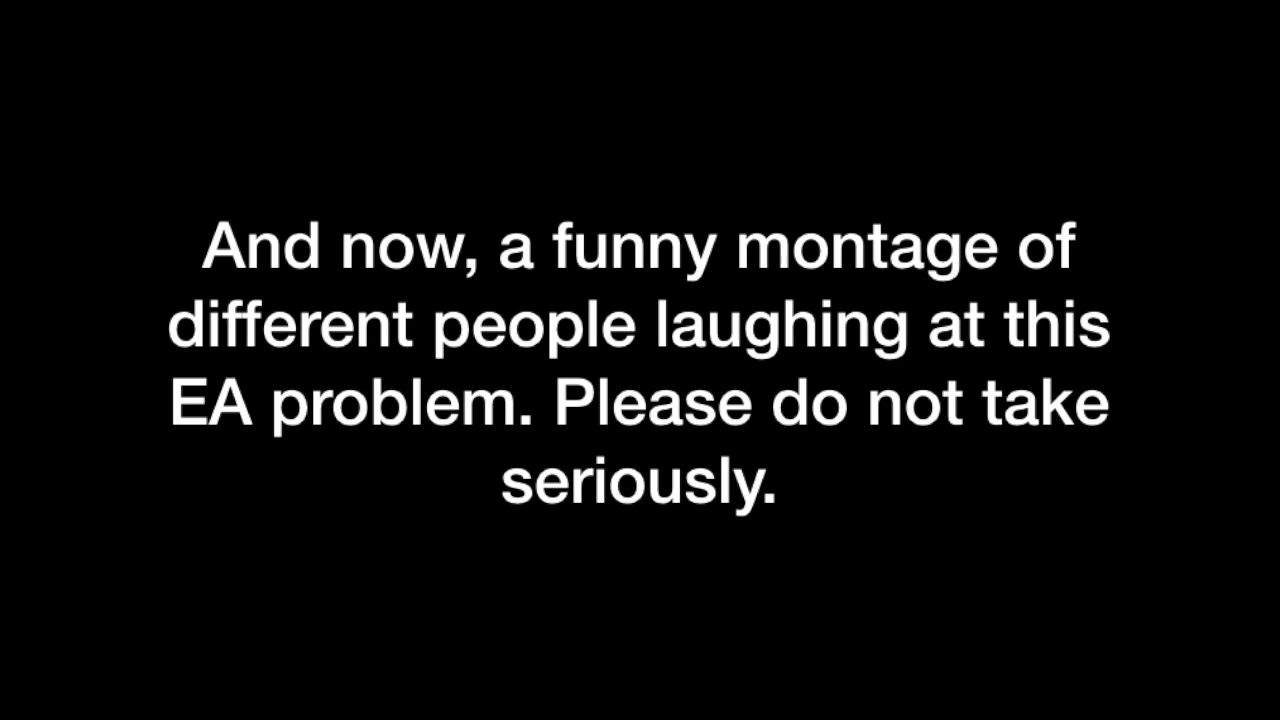 And now, a funny montage of
different people laughing at this
EA problem. Please do not take
seriously.